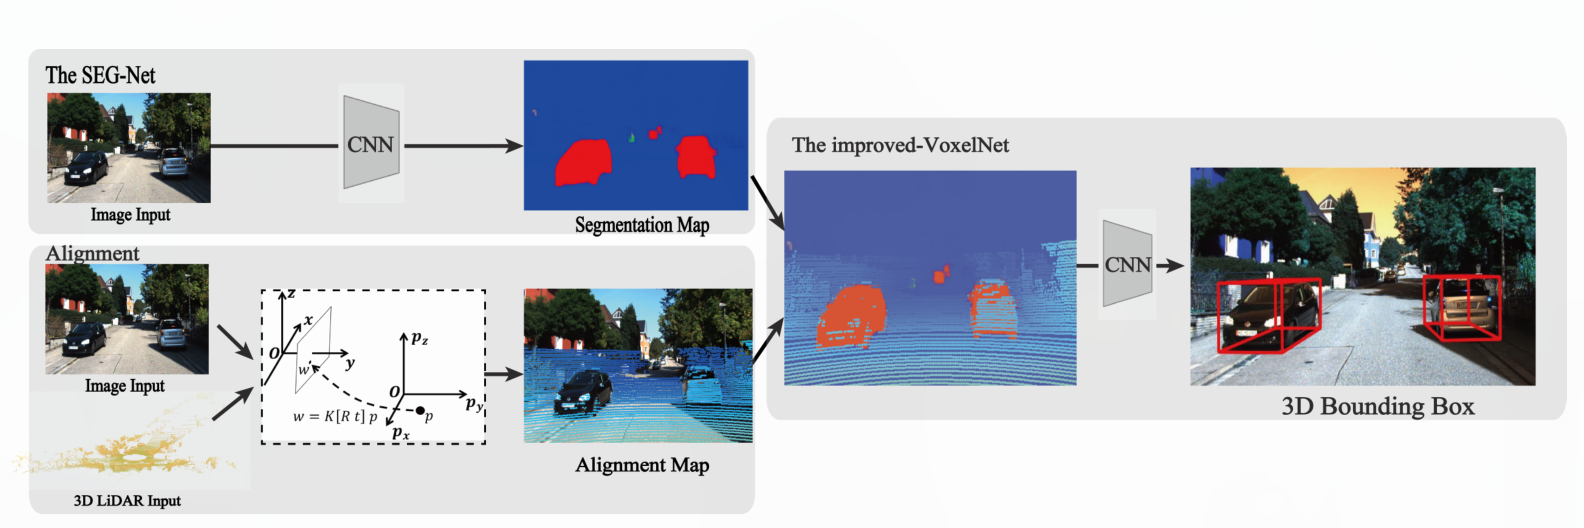 The SEG-Net
CNN
Image Input
Segmentation Map
Alignment
Image Input
3D LiDAR Input
z
x
O
y
w
p_z
O
p_y
p
w = K[R t] p
p_x
Alignment Map
The improved-VoxelNet
CNN
3D Bounding Box